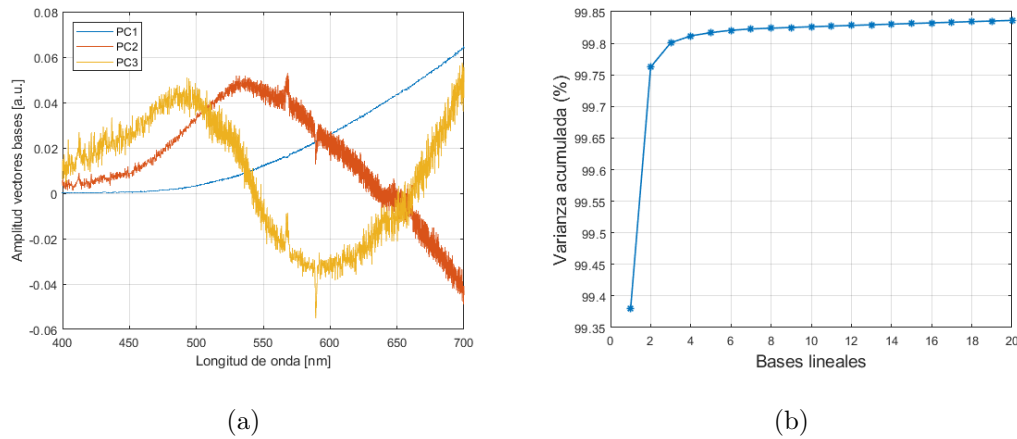 0.08
0.06
0.04
0.02
0
-0.02
-0.04
-0.06
Amplitud vectores bases [a.u.]
PC1
PC2
PC3
400 450 500 550 600 650 700
Longitud de onda [nm]
(a)
99.85
99.8
99.75
99.7
99.65
99.6
99.55
99.5
99.45
99.4
99.35
Varianza acumulada (%)
0 2 4 6 8 10 12 14 16 18 20
Bases lineales
(b)